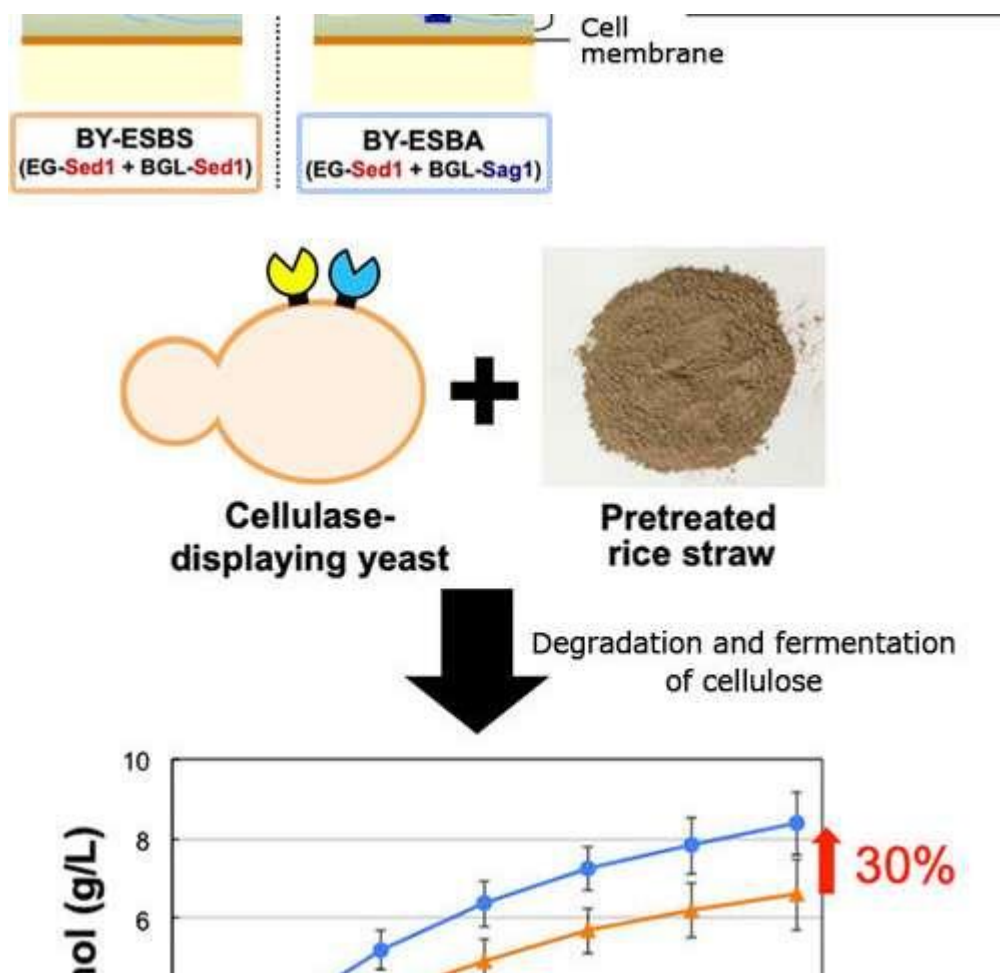 Cell
membrane
BY-ESBS
(EG-Sed1 + BGL-Sed1)
BY-ESBA
(EG-Sed1 + BGL-Sag1)
Cellulase-
displaying yeast
Pretreated
rice straw
Degradation and fermentation
of cellulose
10
8
6
(g/L)
30%